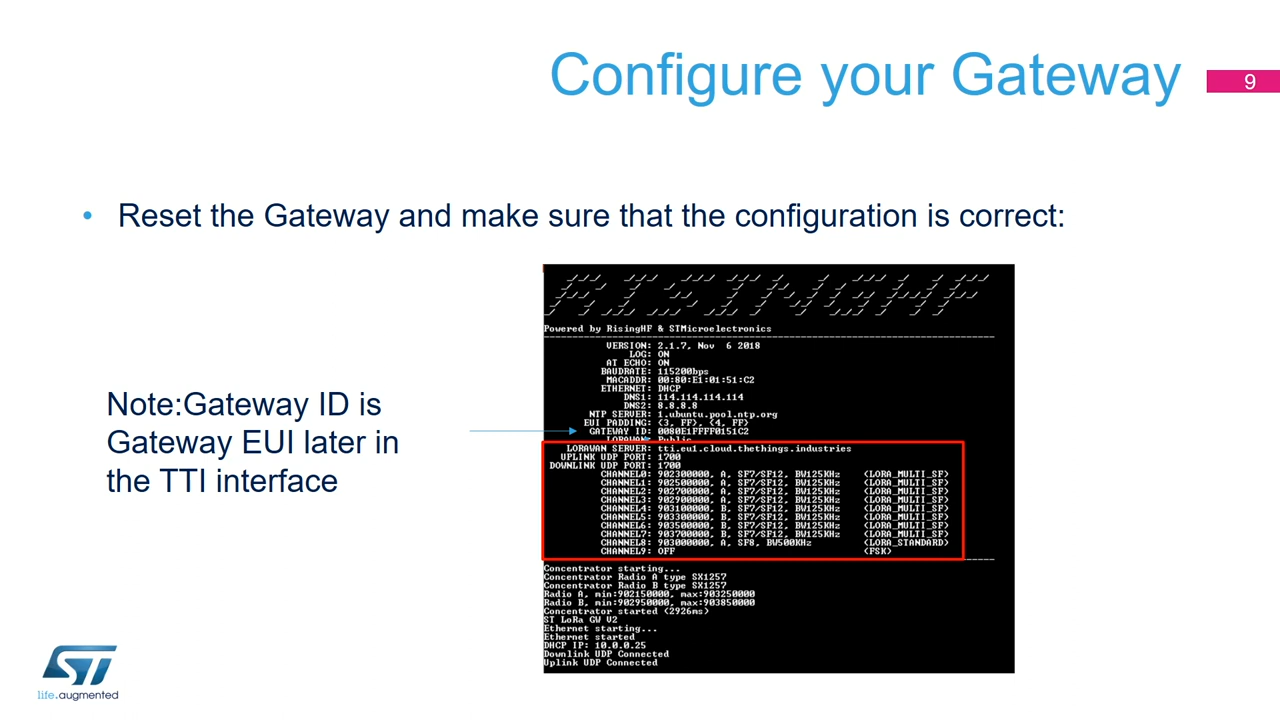 Configure your Gateway
9
• Reset the Gateway and make sure that the configuration is correct:
RISINGHF
Powered by RisingHF & STMicroelectronics
VERSION: 2.1.7, Nov 6 2018
LOG: ON
AT ECHO: ON
BAUDRATE: 115200bps
MACADDR: 00:80:E1:01:51:C2
ETHERNET: DHCP
DNS1: 114.114.114.114
DNS2: 8.8.8.8
NTP SERVER: 1.ubuntu.pool.ntp.org
EUI PADDING: {3, FF}, {4, FF}
GATEWAY ID: 0080E1FFFF0151C2
LORAWAN: Public
LORAWAN SERVER: tti.eu1.cloud.thethings.industries
UPLINK UDP PORT: 1700
DOWNLINK UDP PORT: 1700
CHANNEL0: 902300000, A, SF7/SF12, BW125KHz (LORA_MULTI_SF)
CHANNEL1: 902500000, A, SF7/SF12, BW125KHz (LORA_MULTI_SF)
CHANNEL2: 902700000, A, SF7/SF12, BW125KHz (LORA_MULTI_SF)
CHANNEL3: 902900000, A, SF7/SF12, BW125KHz (LORA_MULTI_SF)
CHANNEL4: 903100000, B, SF7/SF12, BW125KHz (LORA_MULTI_SF)
CHANNEL5: 903300000, B, SF7/SF12, BW125KHz (LORA_MULTI_SF)
CHANNEL6: 903500000, B, SF7/SF12, BW125KHz (LORA_MULTI_SF)
CHANNEL7: 903700000, B, SF7/SF12, BW125KHz (LORA_MULTI_SF)
CHANNEL8: 903000000, A, SF8, BW500KHz (LORA_STANDARD)
CHANNEL9: OFF (FSK)
Concentrator starting...
Concentrator Radio A type SX1257
Concentrator Radio B type SX1257
Radio A, min:902150000, max:903250000
Radio B, min:902950000, max:903850000
Concentrator started (2926ms)
ST LoRa GW V2
Ethernet starting...
Ethernet started
DHCP IP: 10.0.0.25
Downlink UDP Connected
Uplink UDP Connected
Note:Gateway ID is
Gateway EUI later in
the TTI interface
ST
life.augmented